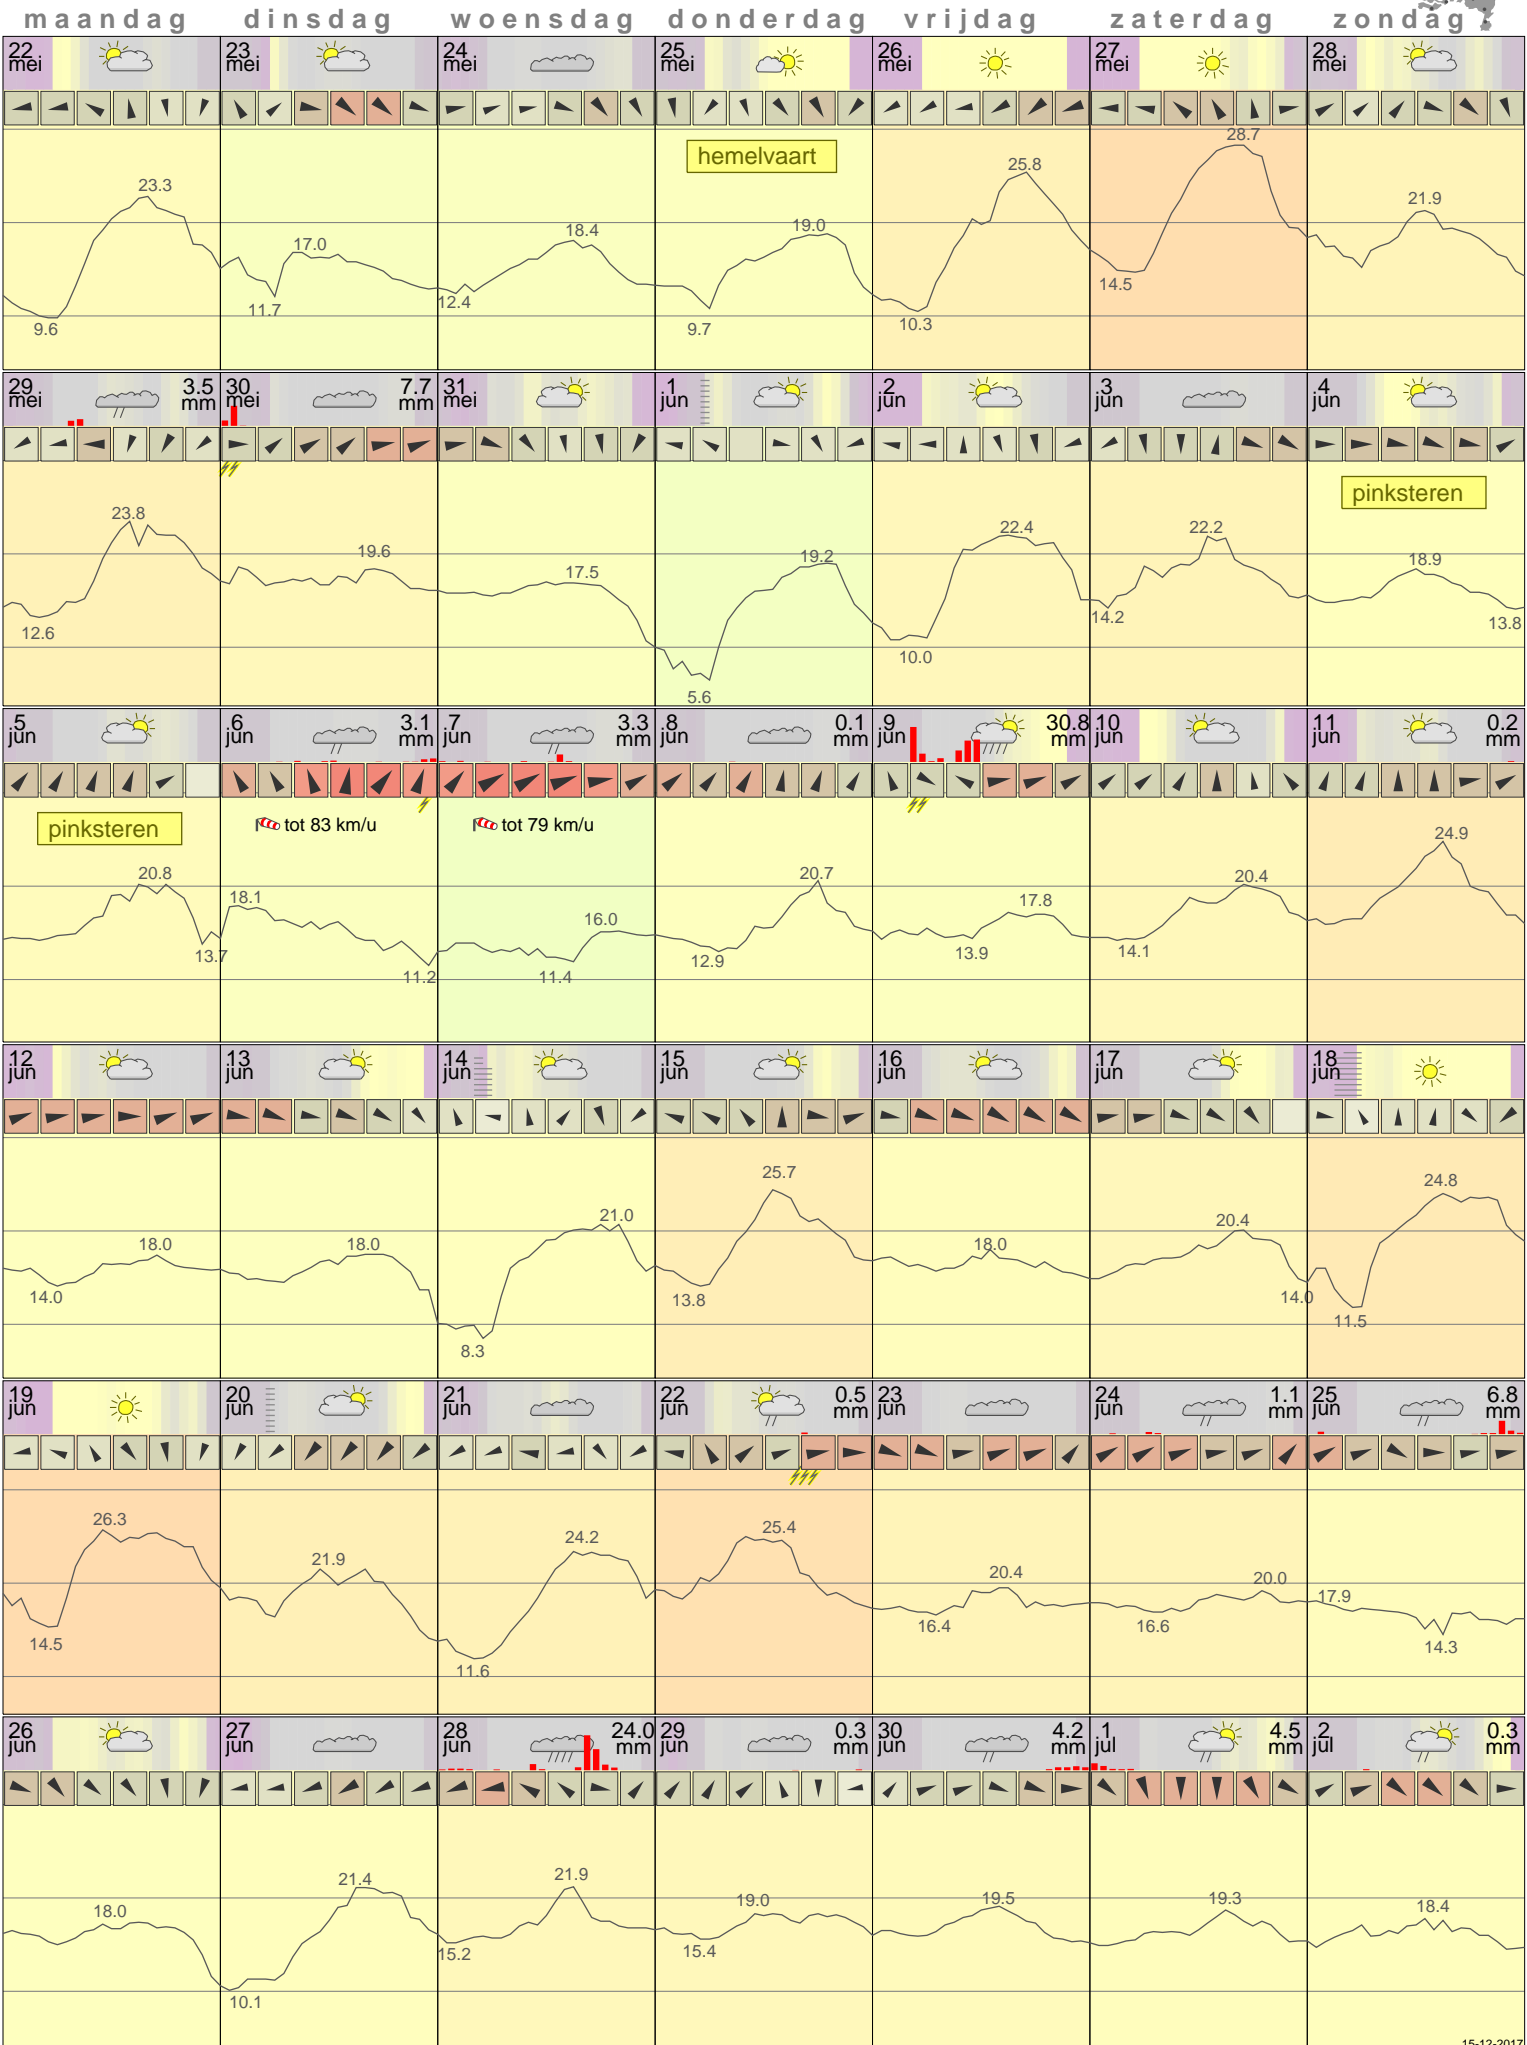 maandag dinsdag woensdag donderdag vrijdag zaterdag zondag
22 mei 23 mei 24 mei 25 mei 26 mei 27 mei 28 mei
hemelvaart
23.3 9.6 17.0 11.7 18.4 12.4 19.0 9.7 25.8 10.3 28.7 14.5 21.9
29 mei 3.5 mm 30 mei 7.7 mm 31 mei 1 jun 2 jun 3 jun 4 jun
pinksteren
23.8 12.6 19.6 17.5 19.2 5.6 22.4 10.0 22.2 14.2 18.9 13.8
5 jun 6 jun 3.1 mm 7 jun 3.3 mm 8 jun 0.1 mm 9 jun 30.8 mm 10 jun 11 jun 0.2 mm
pinksteren tot 83 km/u tot 79 km/u
20.8 13.7 18.1 11.2 16.0 11.4 20.7 12.9 17.8 13.9 20.4 14.1 24.9
12 jun 13 jun 14 jun 15 jun 16 jun 17 jun 18 jun
18.0 14.0 18.0 21.0 8.3 25.7 13.8 18.0 20.4 14.0 24.8 11.5
19 jun 20 jun 21 jun 22 jun 0.5 mm 23 jun 24 jun 1.1 mm 25 jun 6.8 mm
26.3 14.5 21.9 24.2 11.6 25.4 20.4 16.4 20.0 16.6 17.9 14.3
26 jun 27 jun 28 jun 24.0 mm 29 jun 0.3 mm 30 jun 4.2 mm 1 jul 4.5 mm 2 jul 0.3 mm
18.0 21.4 10.1 21.9 15.2 19.0 15.4 19.5 19.3 18.4
15-12-2017